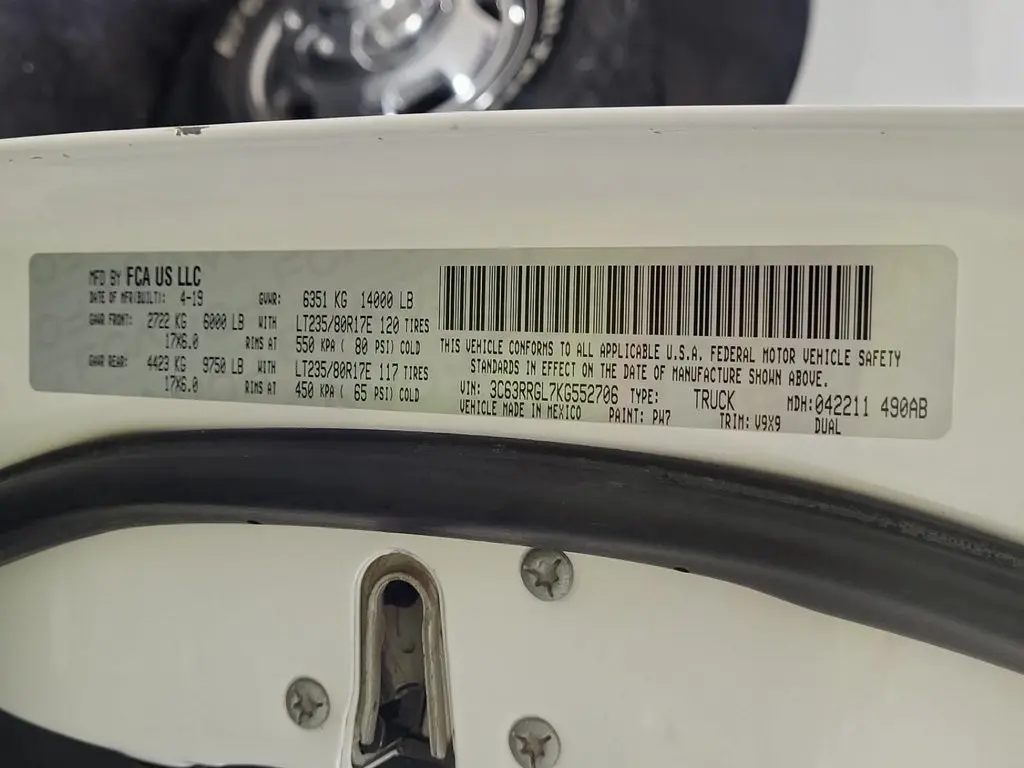 MFD BY FCA US LLC
DATE OF MFR(BUILT): 4-19 GVWR: 6351 KG 14000 LB
GAWR FRONT: 2722 KG 6000 LB WITH LT235/80R17E 120 TIRES
17X6.0 RIMS AT 550 KPA ( 80 PSI) COLD
GAWR REAR: 4423 KG 9750 LB WITH LT235/80R17E 117 TIRES
17X6.0 RIMS AT 450 KPA ( 65 PSI) COLD
THIS VEHICLE CONFORMS TO ALL APPLICABLE U.S.A. FEDERAL MOTOR VEHICLE SAFETY
STANDARDS IN EFFECT ON THE DATE OF MANUFACTURE SHOWN ABOVE.
VIN: 3C63RRGL7KG552706 TYPE: TRUCK MDH: 042211 490AB
VEHICLE MADE IN MEXICO PAINT: PW7 TRIM: V9X9 DUAL